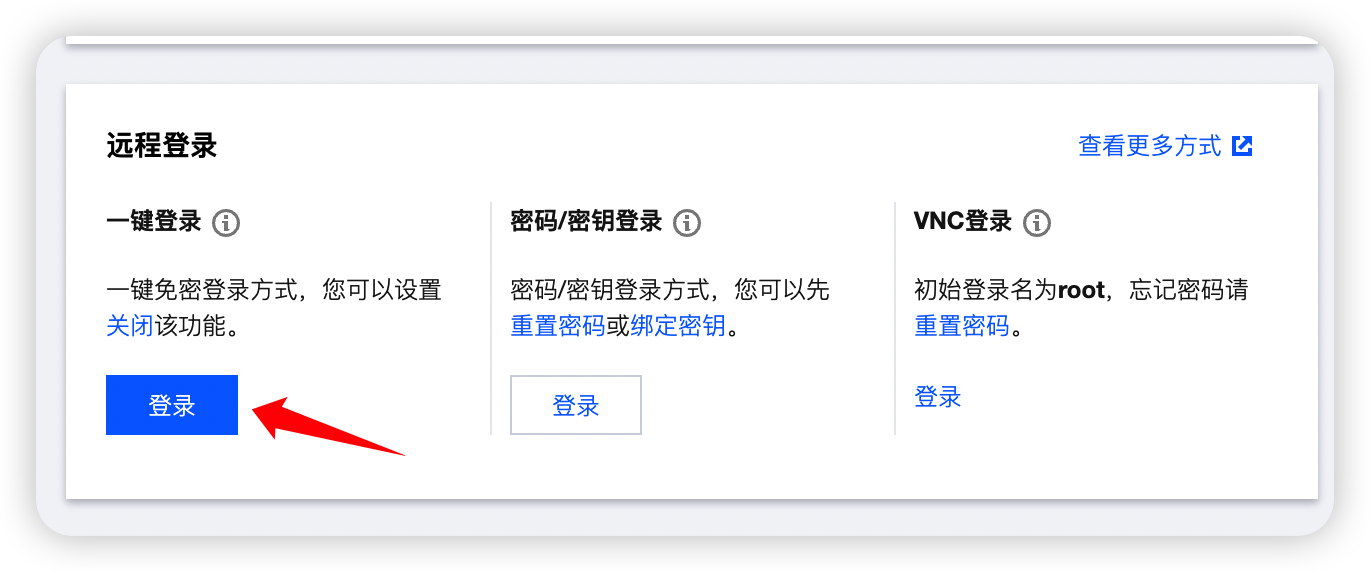 远程登录
查看更多方式
一键登录
一键免密登录方式，您可以设置
关闭该功能。
登录
密码/密钥登录
密码/密钥登录方式，您可以先
重置密码或绑定密钥。
登录
VNC登录
初始登录名为root，忘记密码请
重置密码。
登录